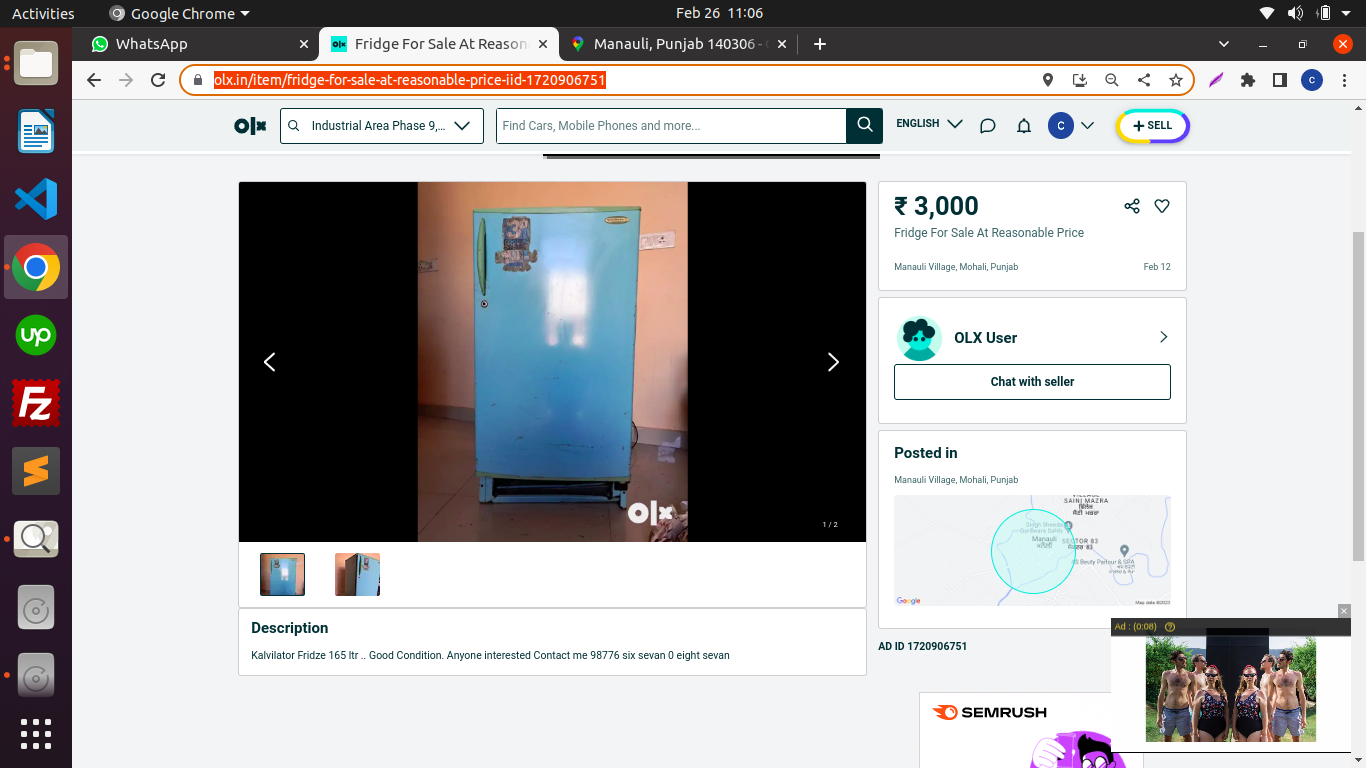 Activities
Google Chrome
Feb 26 11:06
WhatsApp
Fridge For Sale At Reason
Manauli, Punjab 140306 -
olx.in/item/fridge-for-sale-at-reasonable-price-iid-1720906751
C
olx
Industrial Area Phase 9,...
Find Cars, Mobile Phones and more...
ENGLISH
C
+ SELL
up
FZ
olx
1 / 2
₹ 3,000
Fridge For Sale At Reasonable Price
Manauli Village, Mohali, Punjab
Feb 12
OLX User
Chat with seller
Posted in
Manauli Village, Mohali, Punjab
SAINI MAZRA
Manauli
SECTOR 83
Beuty Parlour & SPA
Google
Map data ©2023
Description
Kalvilator Fridze 165 ltr .. Good Condition. Anyone interested Contact me 98776 six sevan 0 eight sevan
AD ID 1720906751
Ad : (0:08)
SEMRUSH